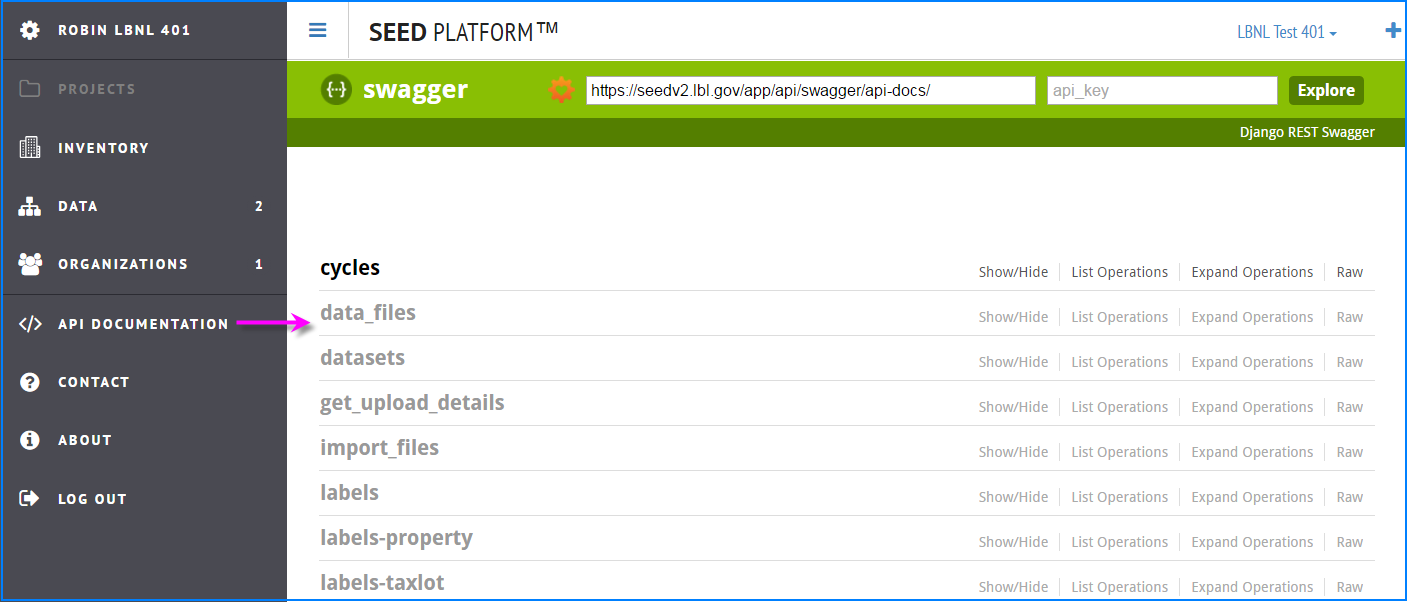 ROBIN LBNL 401
PROJECTS
INVENTORY
DATA 2
ORGANIZATIONS 1
API DOCUMENTATION
CONTACT
ABOUT
LOG OUT
SEED PLATFORM™
LBNL Test 401
{···} swagger https://seedv2.lbl.gov/app/api/swagger/api-docs/ api_key Explore
Django REST Swagger
cycles Show/Hide List Operations Expand Operations Raw
data_files Show/Hide List Operations Expand Operations Raw
datasets Show/Hide List Operations Expand Operations Raw
get_upload_details Show/Hide List Operations Expand Operations Raw
import_files Show/Hide List Operations Expand Operations Raw
labels Show/Hide List Operations Expand Operations Raw
labels-property Show/Hide List Operations Expand Operations Raw
labels-taxlot Show/Hide List Operations Expand Operations Raw